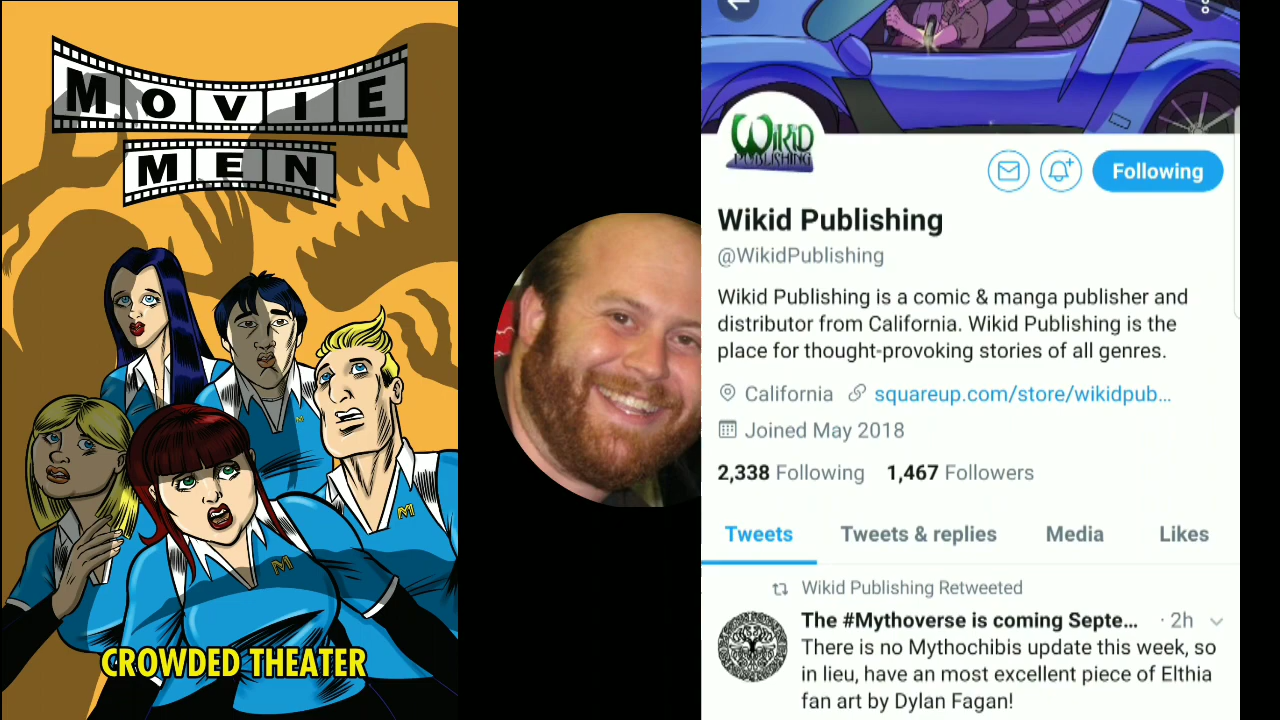 MOVIE
MEN
CROWDED THEATER
WIKID
PUBLISHING
Following
Wikid Publishing
@WikidPublishing
Wikid Publishing is a comic & manga publisher and
distributor from California. Wikid Publishing is the
place for thought-provoking stories of all genres.
California squareup.com/store/wikidpub...
Joined May 2018
2,338 Following 1,467 Followers
Tweets Tweets & replies Media Likes
Wikid Publishing Retweeted
The #Mythoverse is coming Septe... · 2h
There is no Mythochibis update this week, so
in lieu, have an most excellent piece of Elthia
fan art by Dylan Fagan!